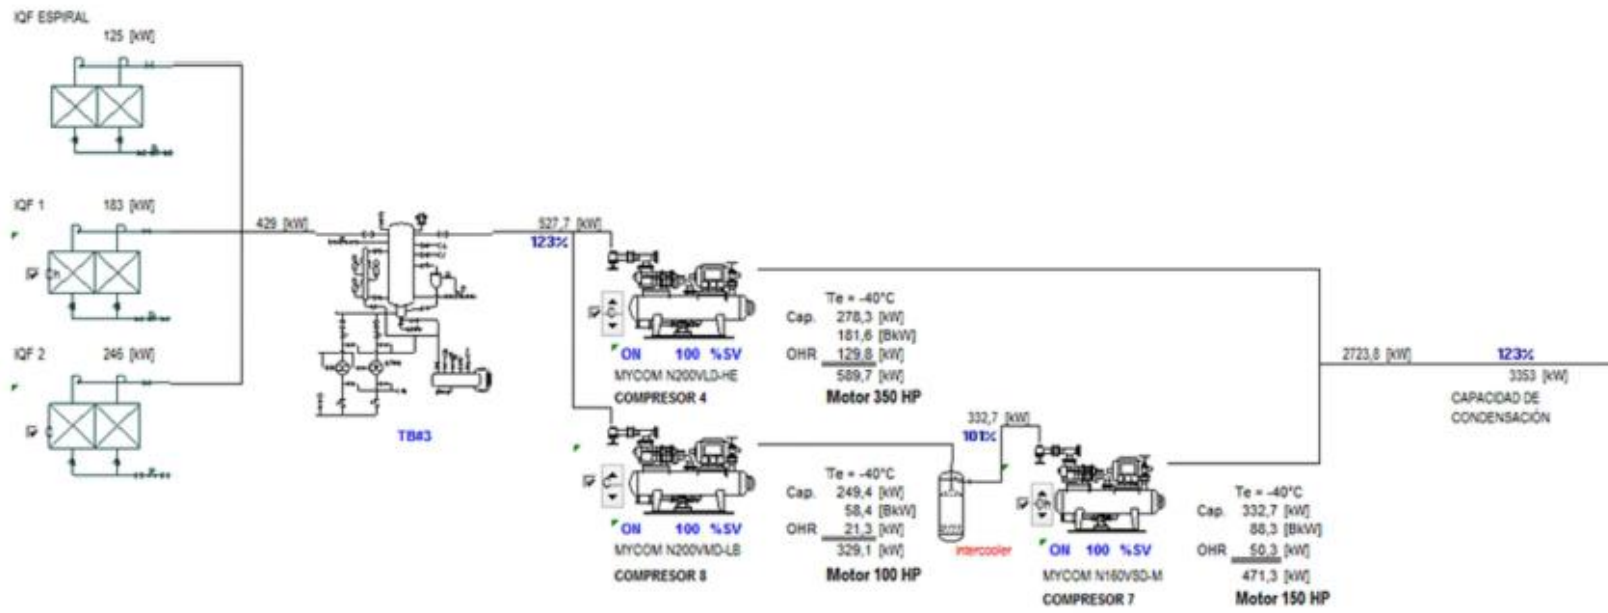 IQF ESPIRAL
125 [kW]
IQF 1
183 [kW]
IQF 2
246 [kW]
429 [kW]
TB#3
527,7 [kW]
123%
Te = -40°C
Cap. 278,3 [kW]
181,6 [BkW]
OHR 129,8 [kW]
589,7 [kW]
Motor 350 HP
ON 100 %SV
MYCOM N200VLD-HE
COMPRESOR 4
Te = -40°C
Cap. 249,4 [kW]
58,4 [BkW]
OHR 21,3 [kW]
329,1 [kW]
Motor 100 HP
ON 100 %SV
MYCOM N200VMD-LB
COMPRESOR 8
Intercooler
332,7 [kW]
101%
Te = -40°C
Cap. 332,7 [kW]
88,3 [BkW]
OHR 50,3 [kW]
471,3 [kW]
Motor 150 HP
ON 100 %SV
MYCOM N160VSD-M
COMPRESOR 7
2723,8 [kW]
123%
3353 [kW]
CAPACIDAD DE
CONDENSACIÓN